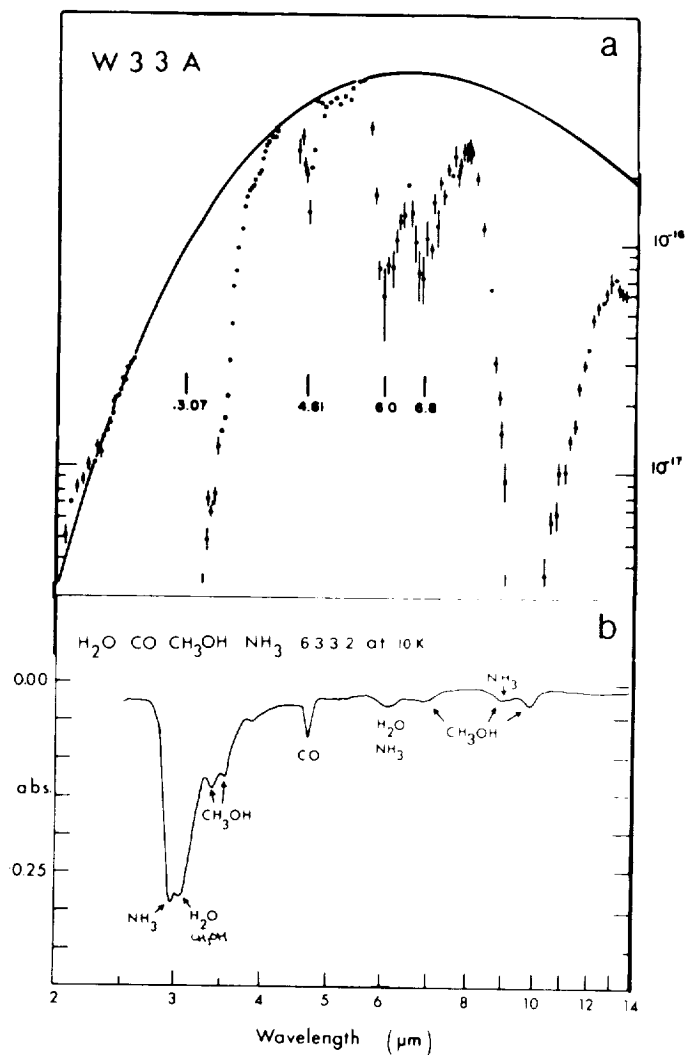 a
W 3 3 A
10⁻¹⁶
3.07 4.61 6.0 6.8
10⁻¹⁷
b
H₂O CO CH₃OH NH₃ 6 3 3 2 at 10 K
0.00
NH₃
H₂O
NH₃
CH₃OH
CO
abs.
CH₃OH
0.25
NH₃
H₂O
CH₃OH
2 3 4 5 6 8 10 12 14
Wavelength (μm)